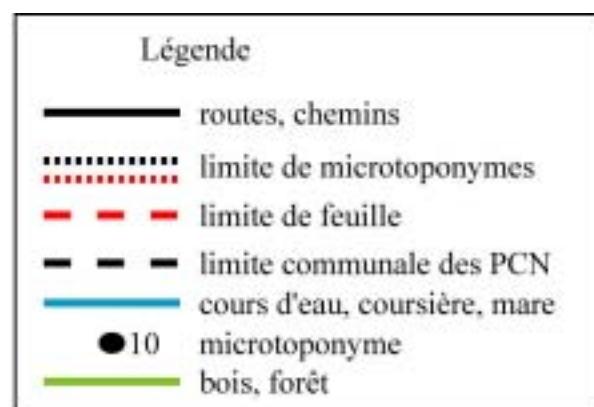 Légende
routes, chemins
limite de microtoponymes
limite de feuille
limite communale des PCN
cours d'eau, coursière, mare
10 microtoponyme
bois, forêt